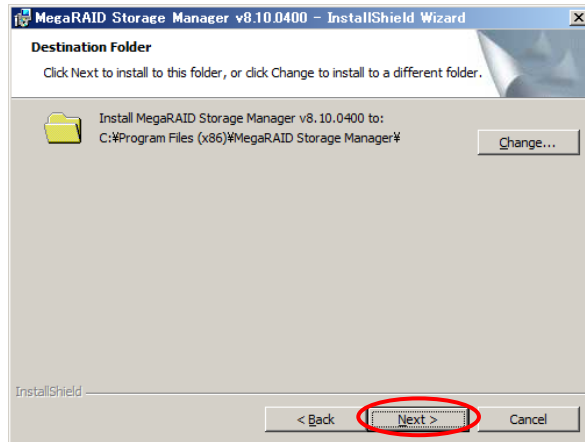 MegaRAID Storage Manager v8.10.0400 - InstallShield Wizard
Destination Folder
Click Next to install to this folder, or click Change to install to a different folder.
Install MegaRAID Storage Manager v8.10.0400 to:
C:¥Program Files (x86)¥MegaRAID Storage Manager¥
Change...
InstallShield
< Back
Next >
Cancel